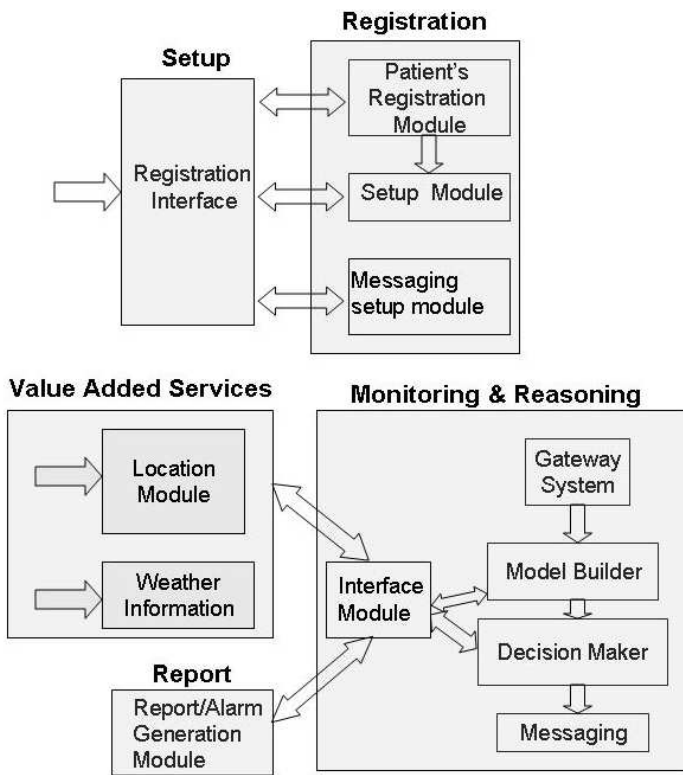 Registration
Setup
Patient's
Registration
Module
Registration
Interface
Setup Module
Messaging
setup module
Value Added Services
Monitoring & Reasoning
Location
Module
Gateway
System
Weather
Information
Interface
Module
Model Builder
Decision Maker
Messaging
Report
Report/Alarm
Generation
Module